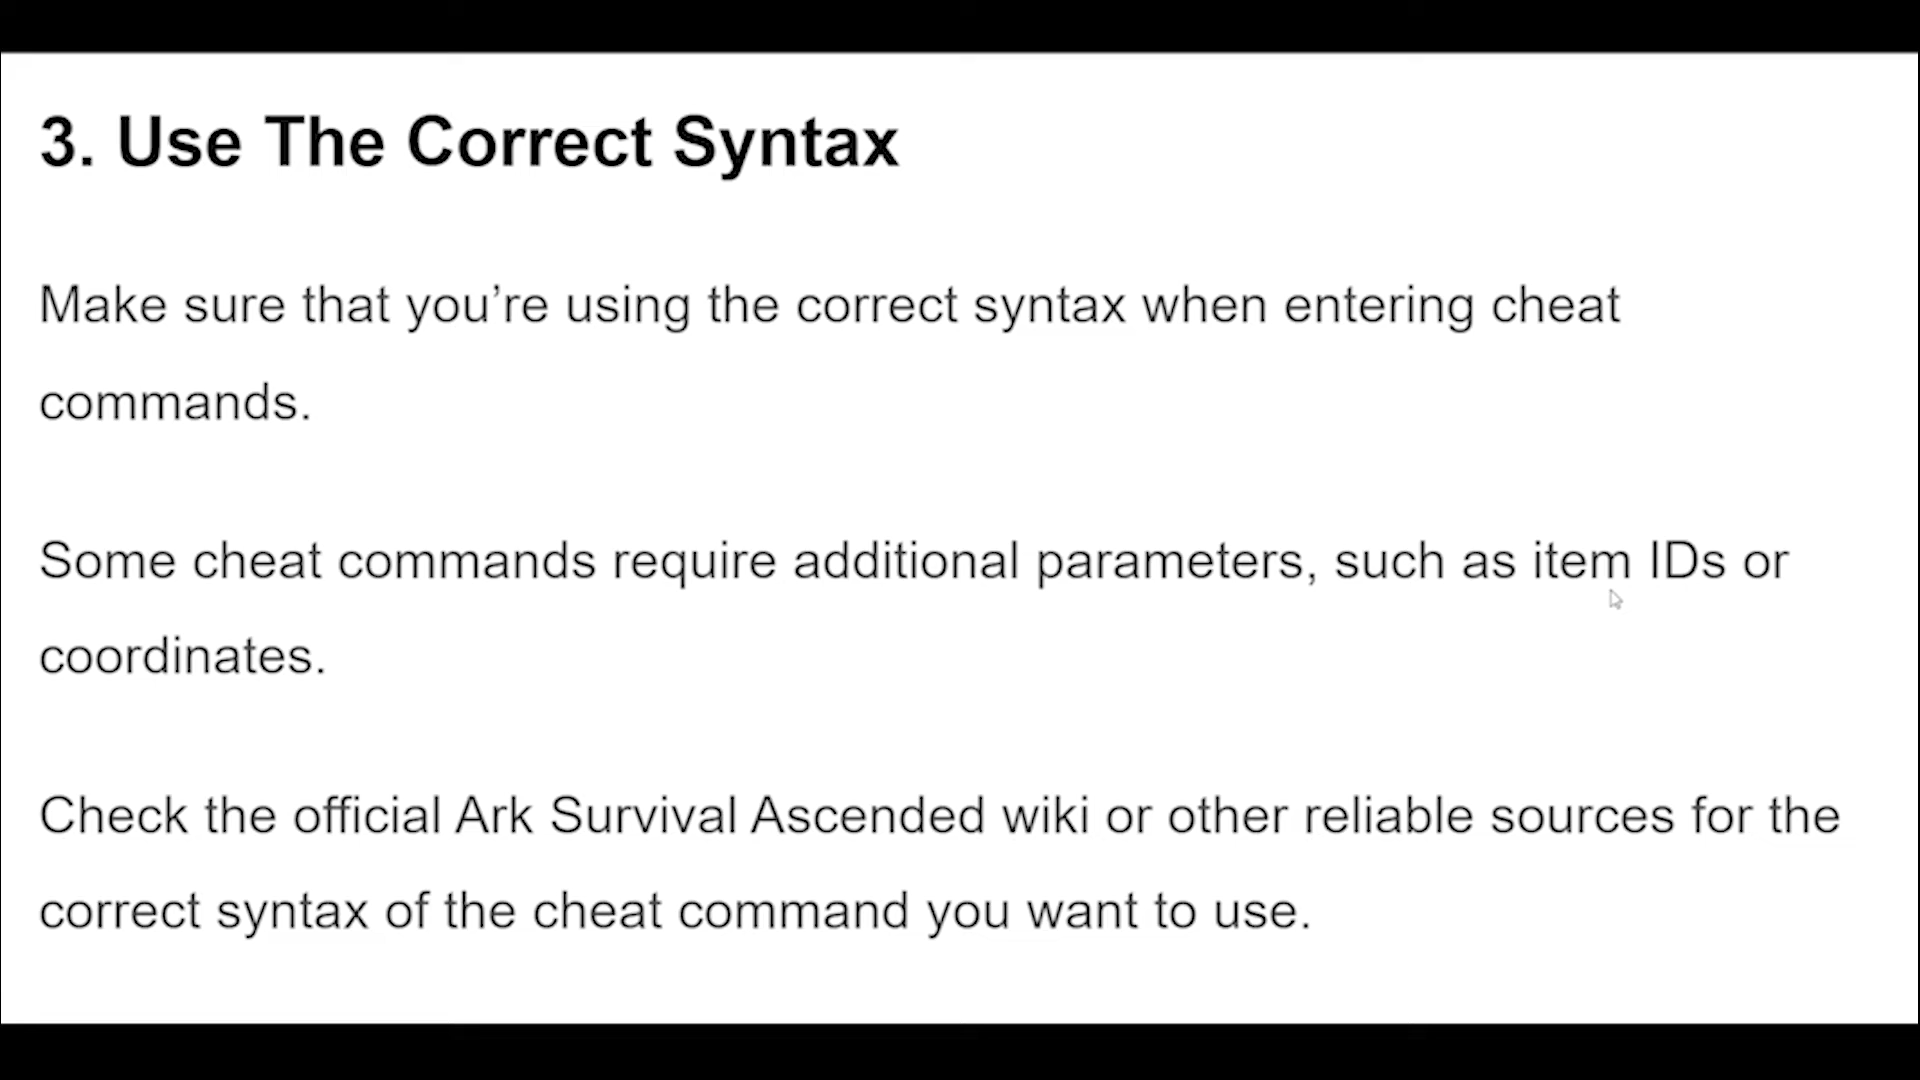 3. Use The Correct Syntax
Make sure that you’re using the correct syntax when entering cheat
commands.
Some cheat commands require additional parameters, such as item IDs or
coordinates.
Check the official Ark Survival Ascended wiki or other reliable sources for the
correct syntax of the cheat command you want to use.